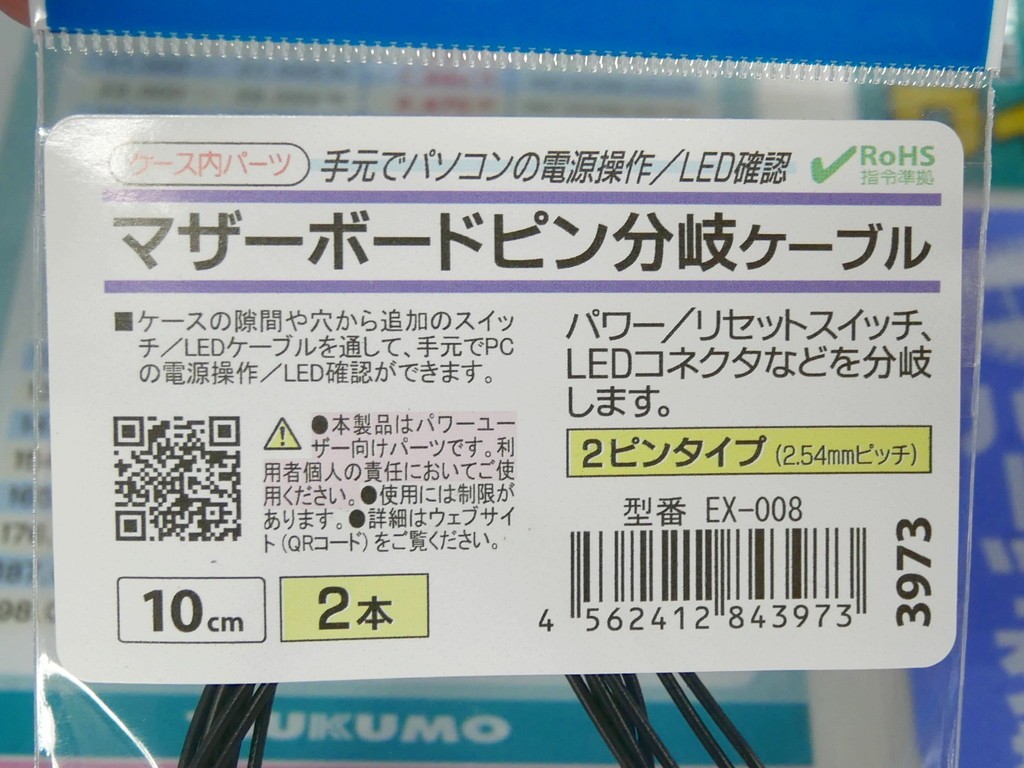 ケース内パーツ 手元でパソコンの電源操作/LED確認 RoHS
指令準拠
マザーボードピン分岐ケーブル
■ケースの隙間や穴から追加のスイッ
チ/LEDケーブルを通して、手元でPC
の電源操作/LED確認ができます。
パワー/リセットスイッチ、
LEDコネクタなどを分岐
します。
●本製品はパワーユー
ザー向けパーツです。利
用者個人の責任においてご使
用ください。●使用には制限が
あります。●詳細はウェブサイ
ト(QRコード)をご覧ください。
2ピンタイプ(2.54mmピッチ)
型番 EX-008
10cm
2本
4 562412 843973
3973
UKUMO